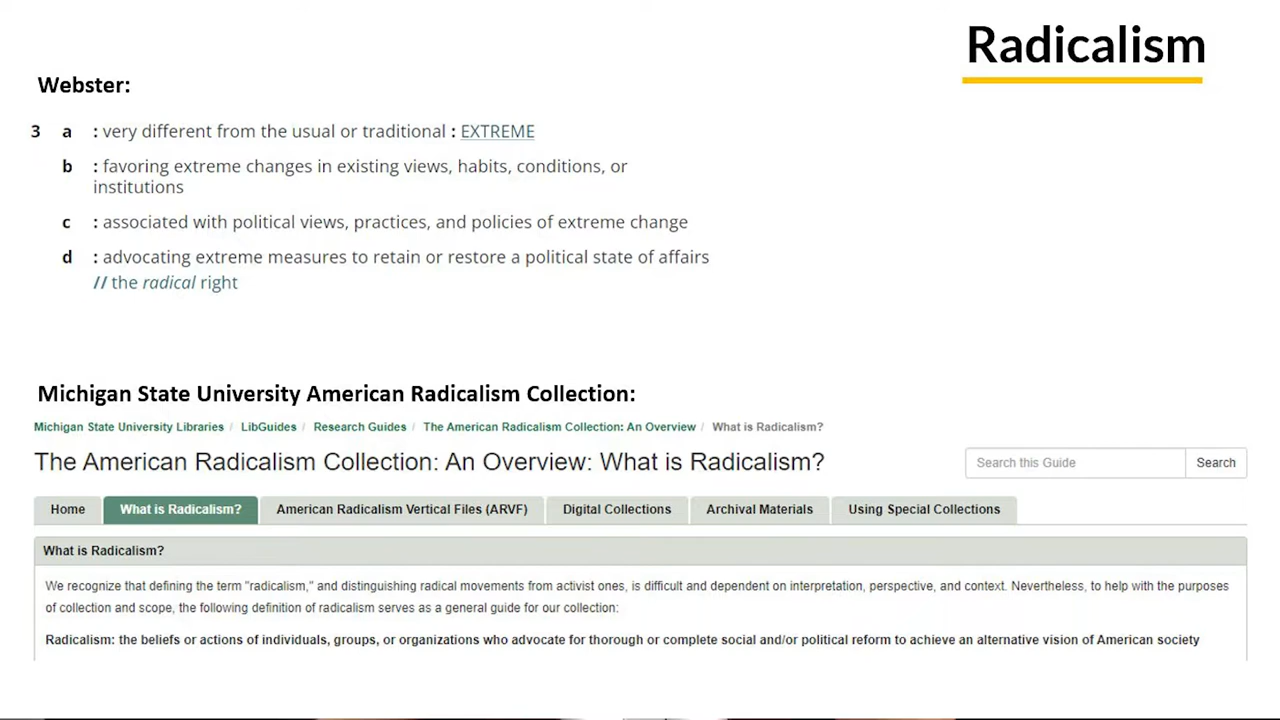 Radicalism
Webster:
3 a : very different from the usual or traditional : EXTREME
b : favoring extreme changes in existing views, habits, conditions, or
institutions
c : associated with political views, practices, and policies of extreme change
d : advocating extreme measures to retain or restore a political state of affairs
// the radical right
Michigan State University American Radicalism Collection:
Michigan State University Libraries / LibGuides / Research Guides / The American Radicalism Collection: An Overview / What is Radicalism?
The American Radicalism Collection: An Overview: What is Radicalism?
Search this Guide Search
Home What is Radicalism? American Radicalism Vertical Files (ARVF) Digital Collections Archival Materials Using Special Collections
What is Radicalism?
We recognize that defining the term "radicalism," and distinguishing radical movements from activist ones, is difficult and dependent on interpretation, perspective, and context. Nevertheless, to help with the purposes
of collection and scope, the following definition of radicalism serves as a general guide for our collection:
Radicalism: the beliefs or actions of individuals, groups, or organizations who advocate for thorough or complete social and/or political reform to achieve an alternative vision of American society